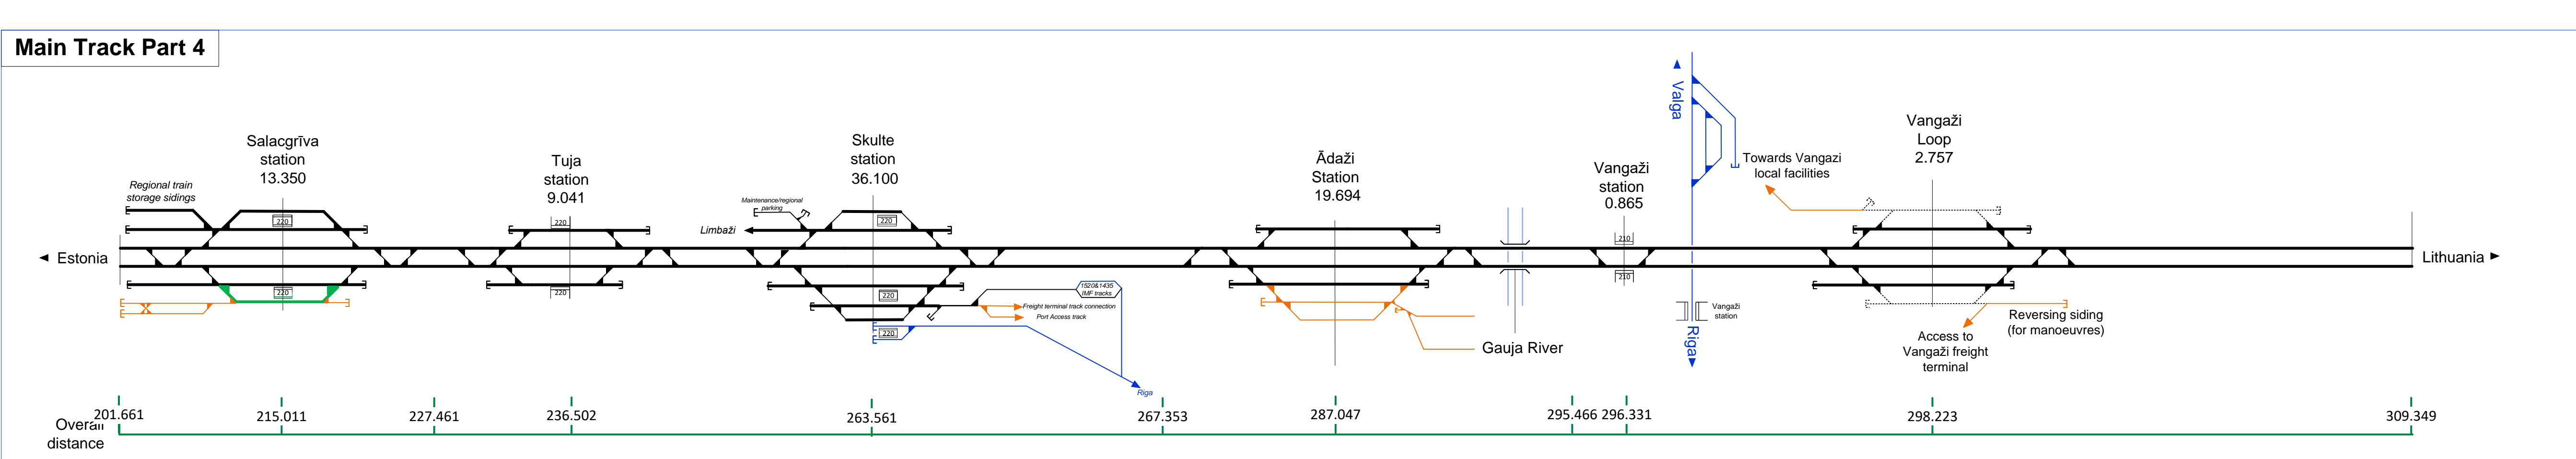 Main Track Part 4
Salacgrīva
station
13.350
Regional train
storage sidings
220
220
Tuja
station
9.041
220
220
Skulte
station
36.100
Maintenance/regional
parking
Limbaži
220
220
220
1520&1435
IMF tracks
Freight terminal track connection
Port Access track
Riga
Ādaži
Station
19.694
Gauja River
Vangaži
station
0.865
210
210
Valga
Riga
Vangaži
station
Towards Vangazi
local facilities
Vangaži
Loop
2.757
Reversing siding
(for manoeuvres)
Access to
Vangaži freight
terminal
Estonia
Lithuania
Overall
distance
201.661
215.011
227.461
236.502
263.561
267.353
287.047
295.466
296.331
298.223
309.349